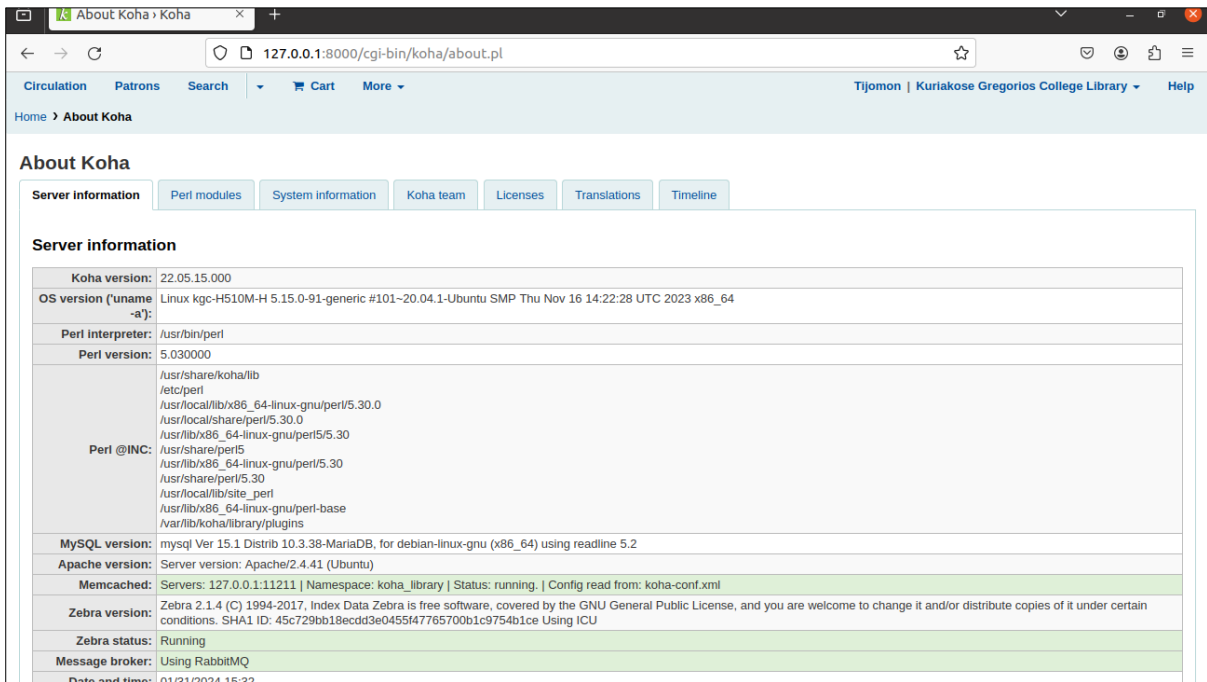 About Koha › Koha
127.0.0.1:8000/cgi-bin/koha/about.pl
Circulation Patrons Search Cart More Tijomon | Kuriakose Gregorios College Library Help
Home › About Koha
About Koha
Server information Perl modules System information Koha team Licenses Translations Timeline
Server information
Koha version: 22.05.15.000
OS version ('uname -a'): Linux kgc-H510M-H 5.15.0-91-generic #101~20.04.1-Ubuntu SMP Thu Nov 16 14:22:28 UTC 2023 x86_64
Perl interpreter: /usr/bin/perl
Perl version: 5.030000
Perl @INC: /usr/share/koha/lib
/etc/perl
/usr/local/lib/x86_64-linux-gnu/perl/5.30.0
/usr/local/share/perl/5.30.0
/usr/lib/x86_64-linux-gnu/perl5/5.30
/usr/share/perl5
/usr/lib/x86_64-linux-gnu/perl/5.30
/usr/share/perl/5.30
/usr/local/lib/site_perl
/usr/lib/x86_64-linux-gnu/perl-base
/var/lib/koha/library/plugins
MySQL version: mysql Ver 15.1 Distrib 10.3.38-MariaDB, for debian-linux-gnu (x86_64) using readline 5.2
Apache version: Server version: Apache/2.4.41 (Ubuntu)
Memcached: Servers: 127.0.0.1:11211 | Namespace: koha_library | Status: running. | Config read from: koha-conf.xml
Zebra version: Zebra 2.1.4 (C) 1994-2017, Index Data Zebra is free software, covered by the GNU General Public License, and you are welcome to change it and/or distribute copies of it under certain
conditions. SHA1 ID: 45c729bb18ecdd3e0455f47765700b1c9754b1ce Using ICU
Zebra status: Running
Message broker: Using RabbitMQ
Date and time: 01/31/2024 15:32